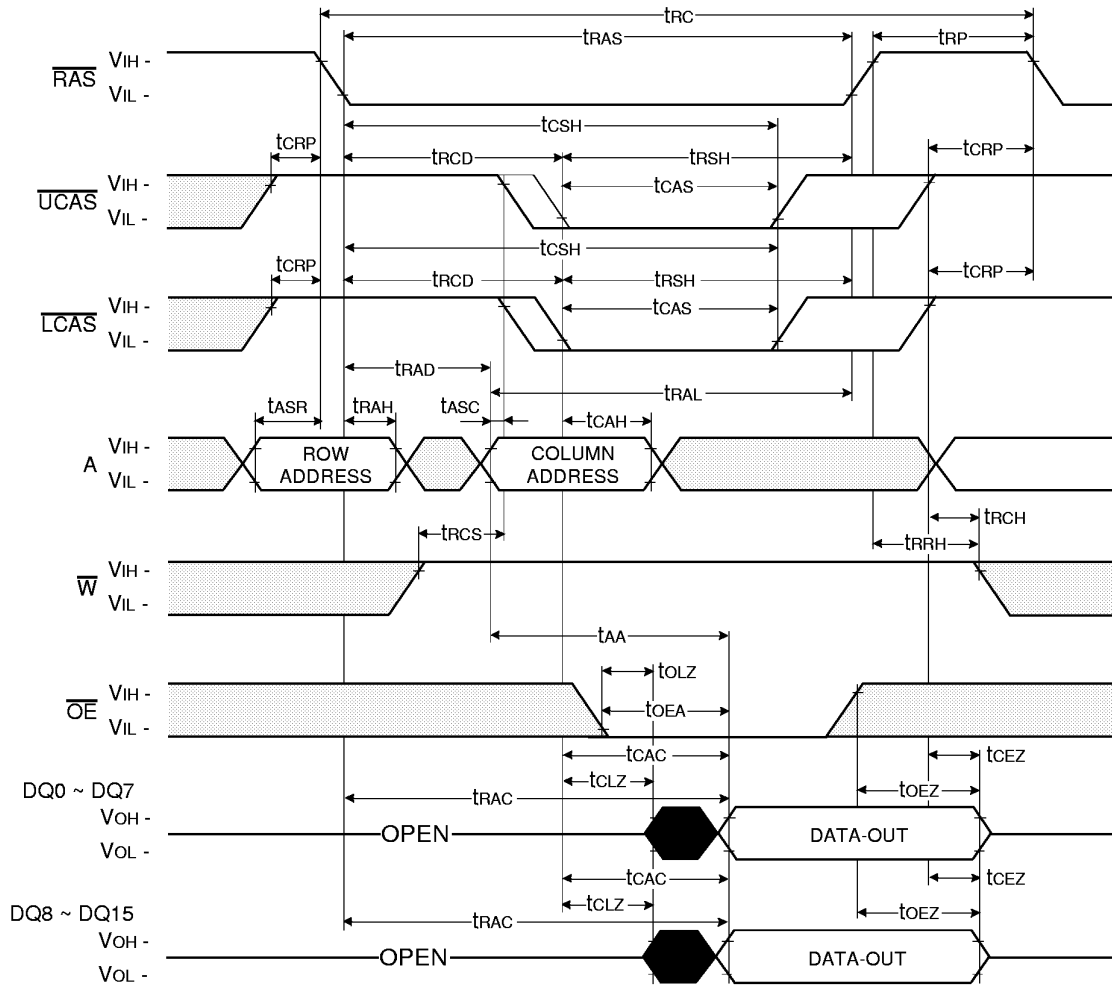 tRC
tRAS
tRP
RAS
VIH -
VIL -
tCSH
tCRP
tRCD
tRSH
tCRP
UCAS
VIH -
VIL -
tCAS
tCSH
tCRP
tRCD
tRSH
tCRP
LCAS
VIH -
VIL -
tCAS
tRAD
tRAL
tASR
tRAH
tASC
tCAH
A
VIH -
VIL -
ROW
ADDRESS
COLUMN
ADDRESS
tRCS
tRCH
tRRH
W
VIH -
VIL -
tAA
tOLZ
OE
VIH -
VIL -
tOEA
tCAC
tCEZ
tCLZ
tOEZ
DQ0 ~ DQ7
tRAC
VOH -
VOL -
OPEN
DATA-OUT
tCAC
tCEZ
tCLZ
tOEZ
DQ8 ~ DQ15
tRAC
VOH -
VOL -
OPEN
DATA-OUT